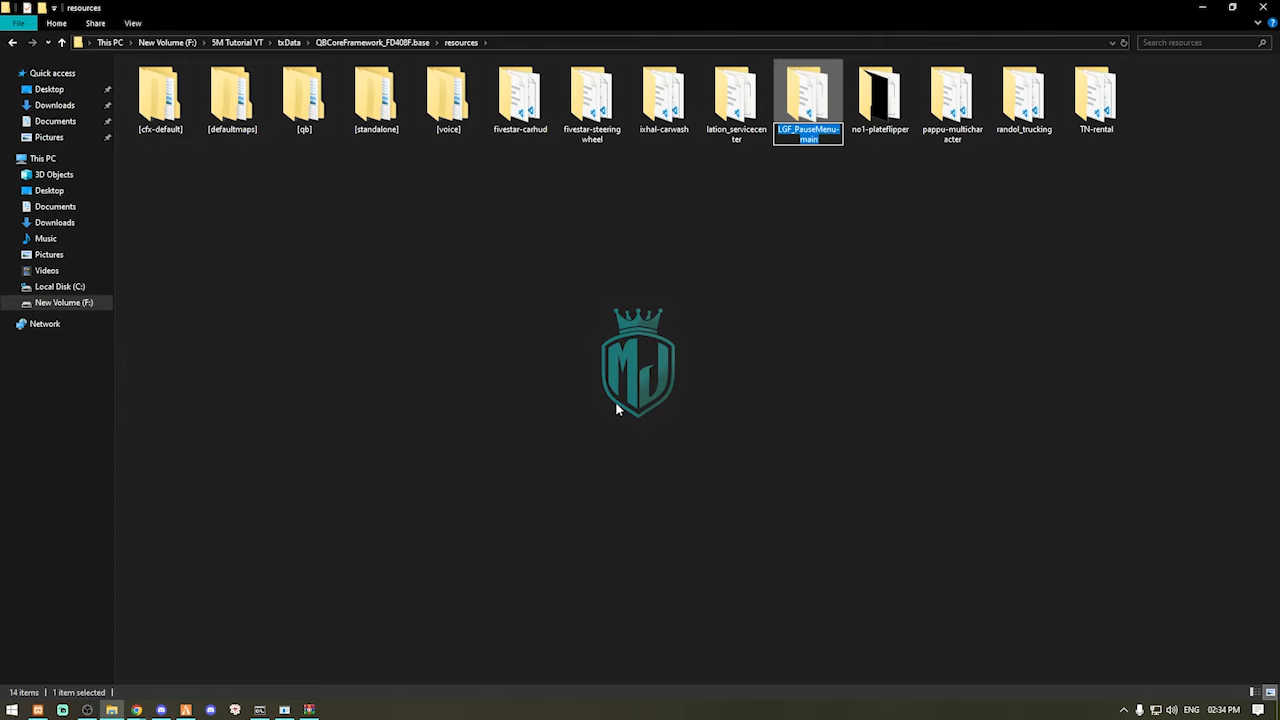 resources
File Home Share View
This PC New Volume (F:) 5M Tutorial YT txData QBCoreFramework_FD408F.base resources
Search resources
Quick access
Desktop
Downloads
Documents
Pictures
This PC
3D Objects
Desktop
Documents
Downloads
Music
Pictures
Videos
Local Disk (C:)
New Volume (F:)
Network
[cfx-default]
[defaultmaps]
[qb]
[standalone]
[voice]
fivestar-carhud
fivestar-steering
wheel
ixhal-carwash
lation_servicecen
ter
LGF_PauseMenu-
main
no1-plateflipper
pappu-multichar
acter
randol_trucking
TN-rental
MJ
14 items 1 item selected
ENG 02:34 PM